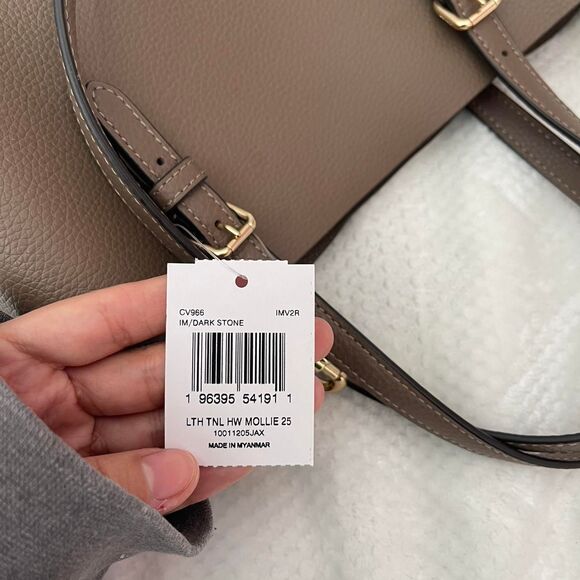 CV966 IMV2R
IM/DARK STONE
1 96395 54191 1
LTH TNL HW MOLLIE 25
10011205JAX
MADE IN MYANMAR